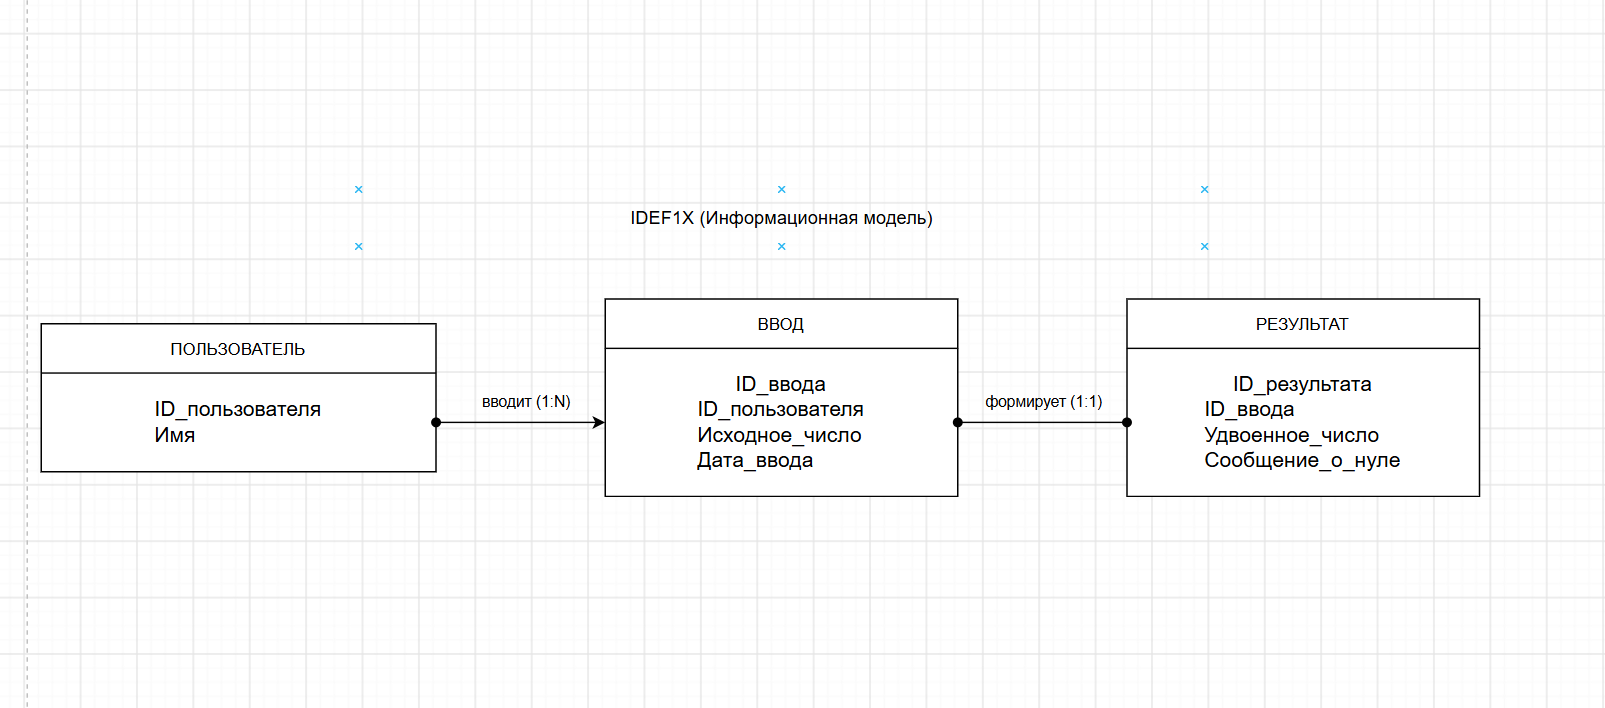 IDEF1X (Информационная модель)
ПОЛЬЗОВАТЕЛЬ
ID_пользователя
Имя
вводит (1:N)
ВВОД
ID_ввода
ID_пользователя
Исходное_число
Дата_ввода
формирует (1:1)
РЕЗУЛЬТАТ
ID_результата
ID_ввода
Удвоенное_число
Сообщение_о_нуле